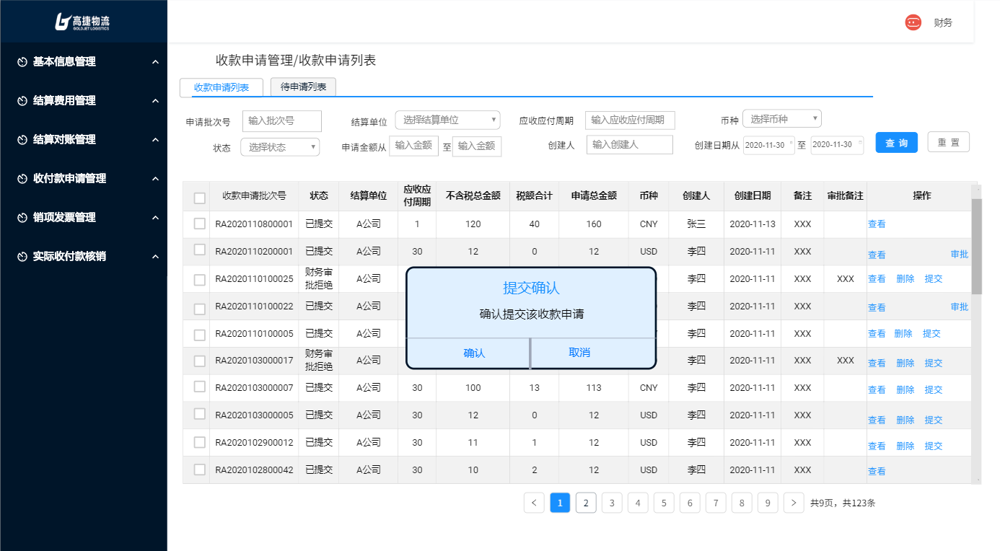 高捷物流
GOLDJET LOGISTICS
财务
基本信息管理
结算费用管理
结算对账管理
收付款申请管理
销项发票管理
实际收付款核销
收款申请管理/收款申请列表
收款申请列表 待申请列表
申请批次号 输入批次号 结算单位 选择结算单位 应收应付周期 输入应收应付周期 币种 选择币种
状态 选择状态 申请金额从 输入金额 至 输入金额 创建人 输入创建人 创建日期从 2020-11-30 至 2020-11-30 查 询 重 置
收款申请批次号 状态 结算单位 应收应付周期 不含税总金额 税额合计 申请总金额 币种 创建人 创建日期 备注 审批备注 操作
RA2020110800001 已提交 A公司 1 120 40 160 CNY 张三 2020-11-13 XXX 查看
RA2020110200001 已提交 A公司 30 12 0 12 USD 李四 2020-11-11 XXX 查看 审批
RA2020110100025 财务审批拒绝 A公司 李四 2020-11-11 XXX XXX 查看 删除 提交
RA2020110100022 已提交 A公司 李四 2020-11-11 XXX 查看 审批
RA2020110100005 已提交 A公司 李四 2020-11-11 XXX 查看 删除 提交
RA2020103000017 财务审批拒绝 A公司 李四 2020-11-11 XXX XXX 查看 删除 提交
RA2020103000007 已提交 A公司 30 100 13 113 CNY 李四 2020-11-11 XXX 查看 删除 提交
RA2020103000005 已提交 A公司 30 12 0 12 USD 李四 2020-11-11 XXX 查看 删除 提交
RA2020102900012 已提交 A公司 30 11 1 12 USD 李四 2020-11-11 XXX 查看 删除 提交
RA2020102800042 已提交 A公司 30 10 2 12 USD 李四 2020-11-11 XXX 查看
提交确认
确认提交该收款申请
确认 取消
< 1 2 3 4 5 6 7 8 9 > 共9页，共123条